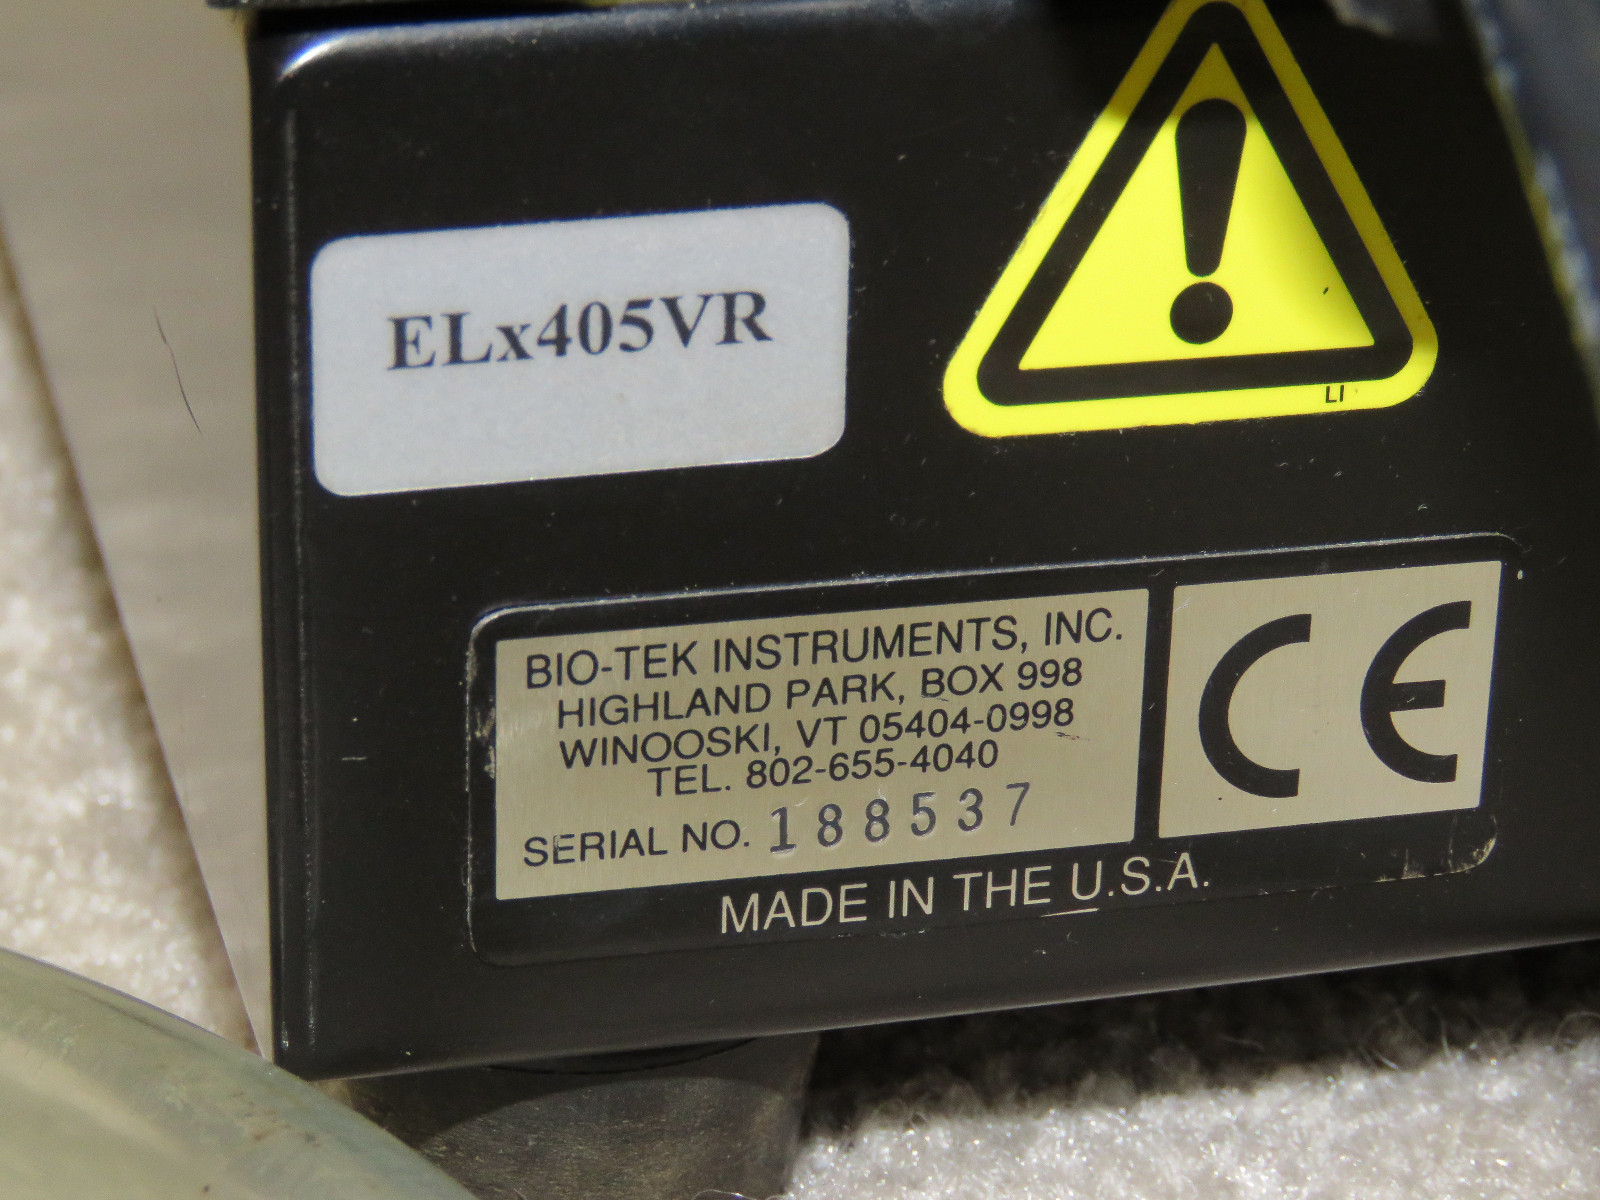 ELx405VR
!
LI
BIO-TEK INSTRUMENTS, INC.
HIGHLAND PARK, BOX 998
WINOOSKI, VT 05404-0998
TEL. 802-655-4040
SERIAL NO. 188537
CE
MADE IN THE U.S.A.